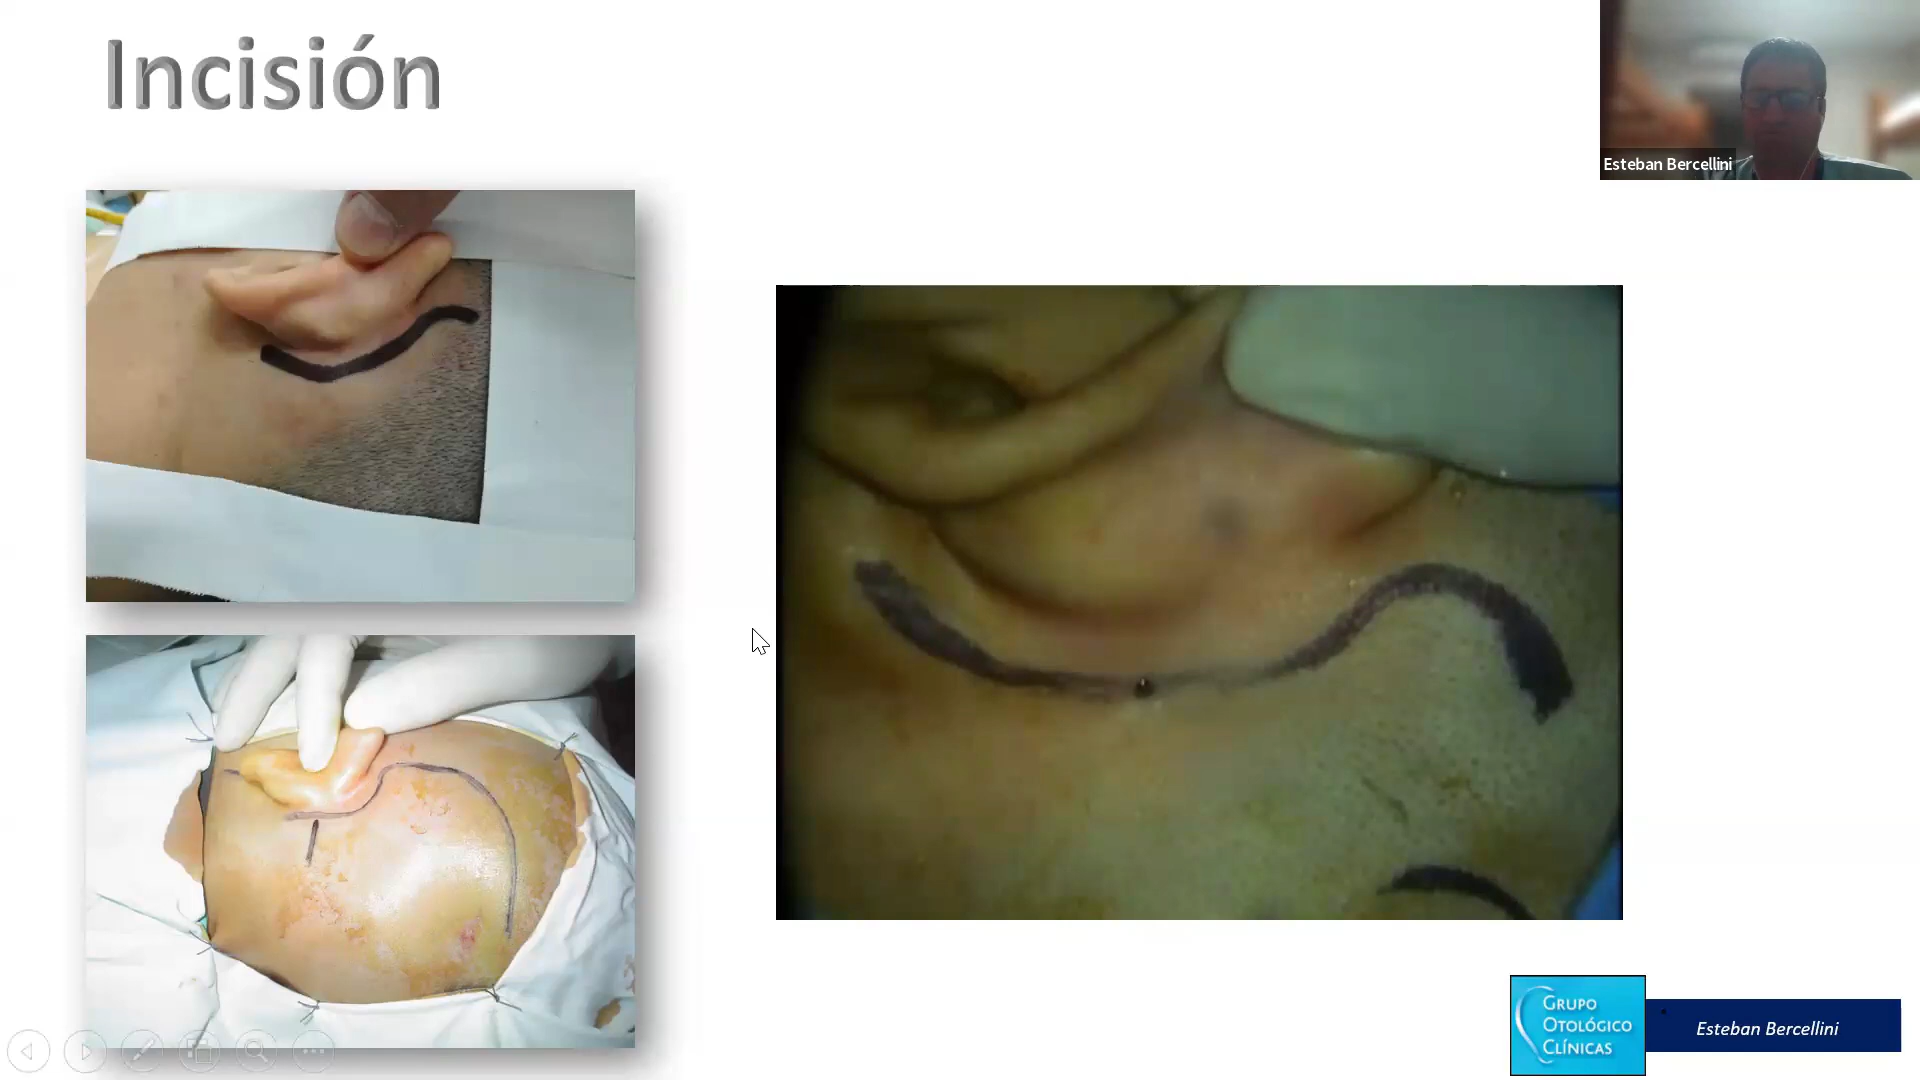 Incisión
Esteban Bercellini
GRUPO
OTOLÓGICO
CLÍNICAS
Esteban Bercellini